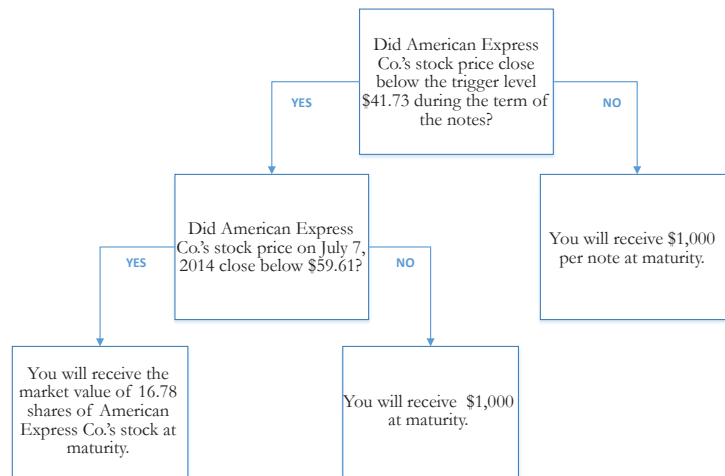 Did American Express
Co.'s stock price close
below the trigger level
$41.73 during the term of
the notes?
YES
NO
Did American Express
Co.'s stock price on July 7,
2014 close below $59.61?
You will receive $1,000
per note at maturity.
YES
NO
You will receive the
market value of 16.78
shares of American
Express Co.'s stock at
maturity.
You will receive $1,000
at maturity.